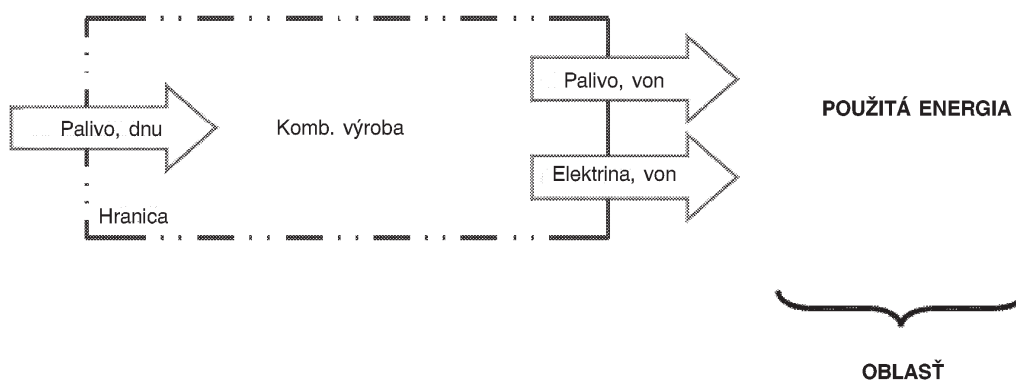 Palivo, dnu
Komb. výroba
Hranica
Palivo, von
Elektrina, von
POUŽITÁ ENERGIA
OBLASŤ